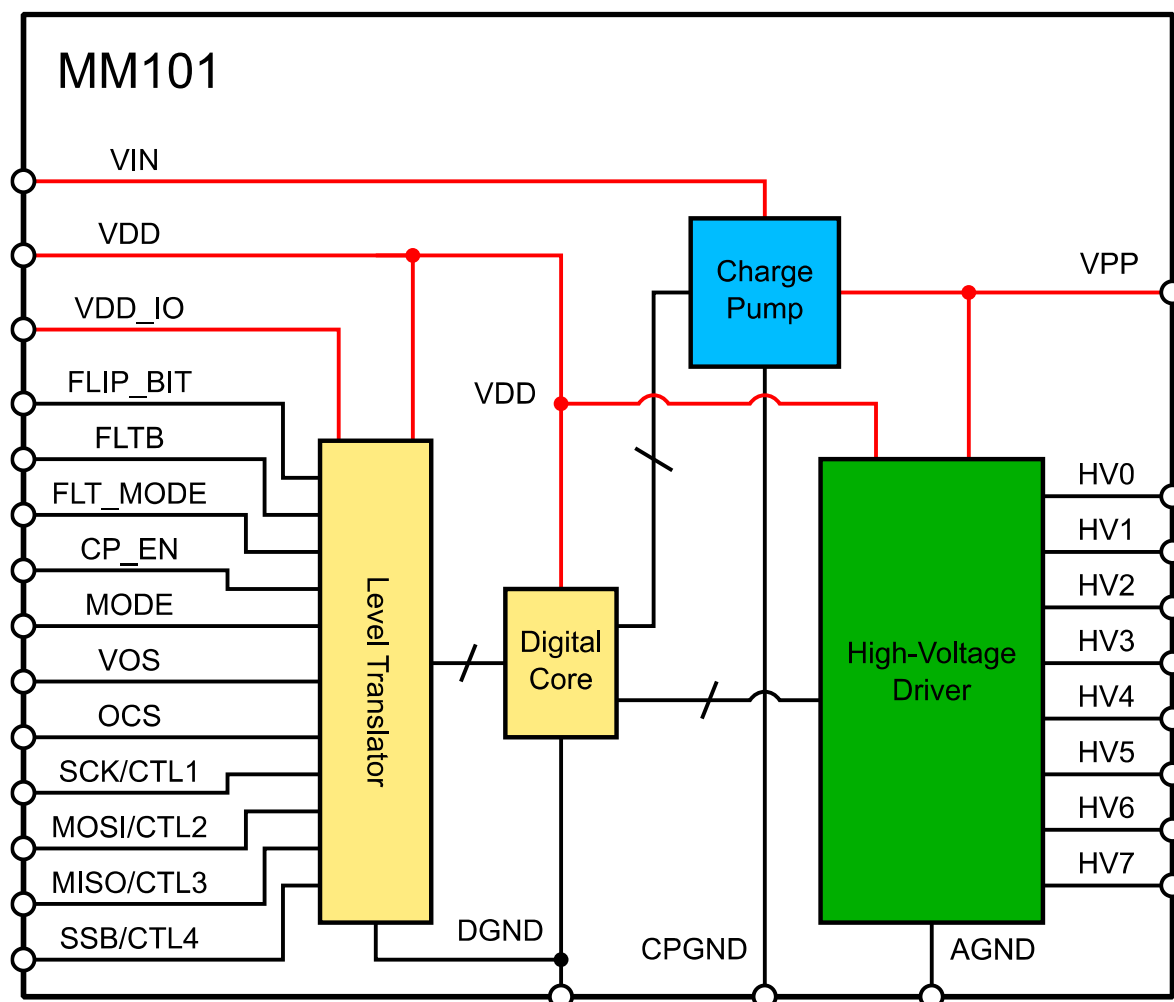 MM101
VIN
VDD
VDD_IO
FLIP_BIT
FLTB
FLT_MODE
CP_EN
MODE
VOS
OCS
SCK/CTL1
MOSI/CTL2
MISO/CTL3
SSB/CTL4
Level Translator
VDD
Digital
Core
Charge
Pump
High-Voltage
Driver
VPP
HV0
HV1
HV2
HV3
HV4
HV5
HV6
HV7
DGND
CPGND
AGND